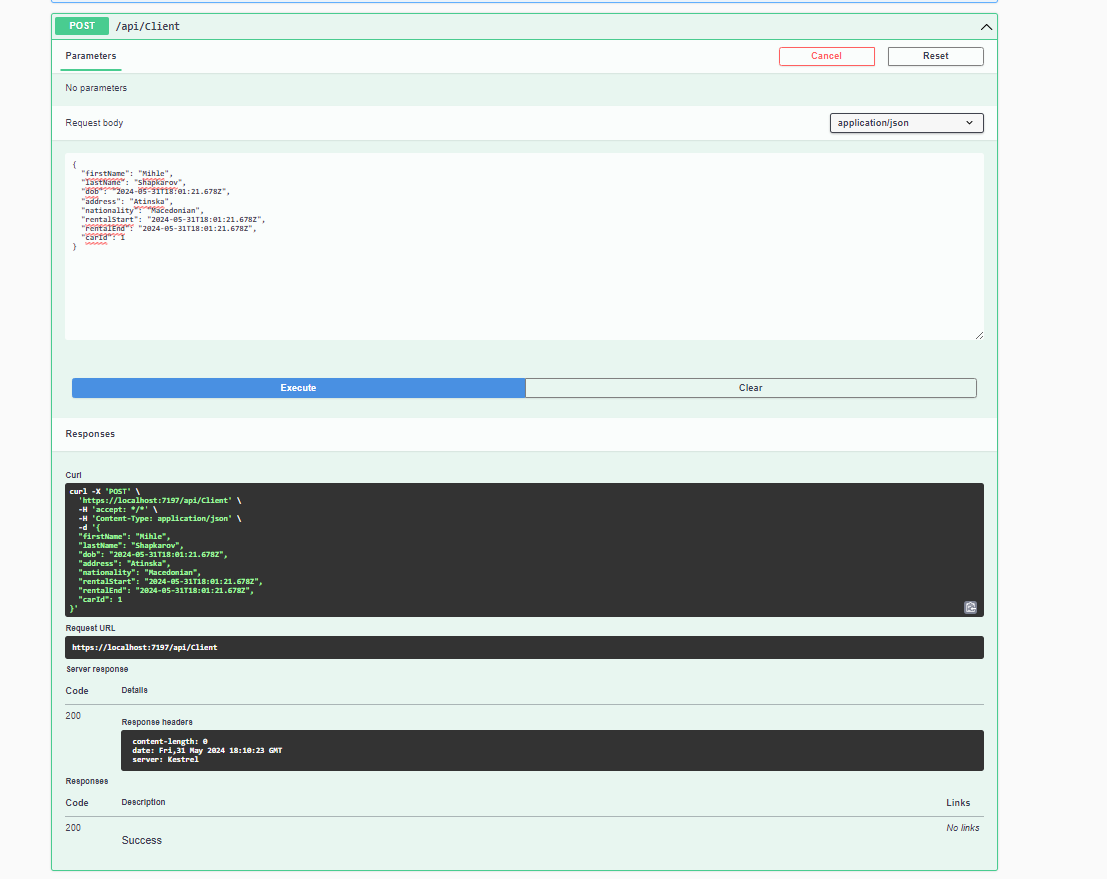 POST /api/Client
Parameters
Cancel
Reset
No parameters
Request body
application/json
{
"firstName": "Mihle",
"lastName": "Shapkarov",
"dob": "2024-05-31T18:01:21.678Z",
"address": "Atinska",
"nationality": "Macedonian",
"rentalStart": "2024-05-31T18:01:21.678Z",
"rentalEnd": "2024-05-31T18:01:21.678Z",
"carId": 1
}
Execute
Clear
Responses
Curl
curl -X 'POST' \
'https://localhost:7197/api/Client' \
-H 'accept: */*' \
-H 'Content-Type: application/json' \
-d '{
"firstName": "Mihle",
"lastName": "Shapkarov",
"dob": "2024-05-31T18:01:21.678Z",
"address": "Atinska",
"nationality": "Macedonian",
"rentalStart": "2024-05-31T18:01:21.678Z",
"rentalEnd": "2024-05-31T18:01:21.678Z",
"carId": 1
}'
Request URL
https://localhost:7197/api/Client
Server response
Code Details
200
Response headers
content-length: 0
date: Fri,31 May 2024 18:10:23 GMT
server: Kestrel
Responses
Code Description Links
200 No links
Success